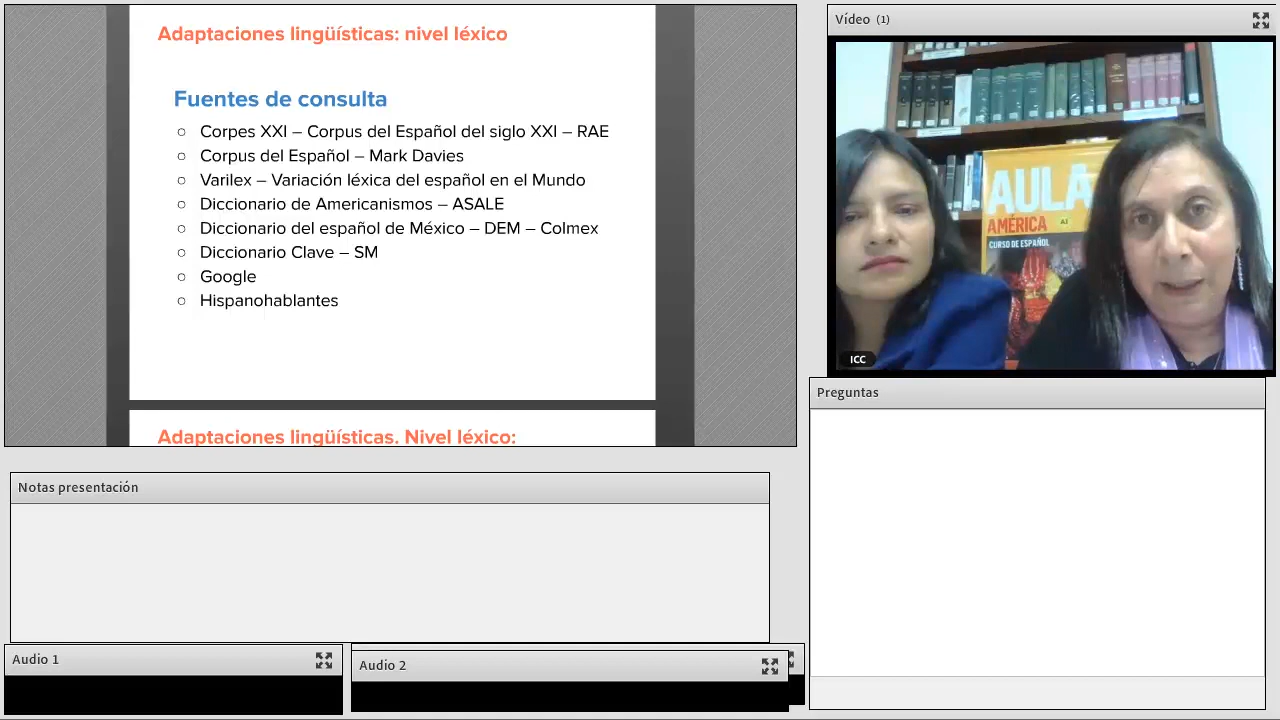 Adaptaciones lingüísticas: nivel léxico
Fuentes de consulta
○ Corpes XXI – Corpus del Español del siglo XXI – RAE
○ Corpus del Español – Mark Davies
○ Varilex – Variación léxica del español en el Mundo
○ Diccionario de Americanismos – ASALE
○ Diccionario del español de México – DEM – Colmex
○ Diccionario Clave – SM
○ Google
○ Hispanohablantes
Adaptaciones lingüísticas. Nivel léxico:
Vídeo (1)
AULA
AMÉRICA A1
CURSO DE ESPAÑOL
ICC
Preguntas
Notas presentación
Audio 1
Audio 2